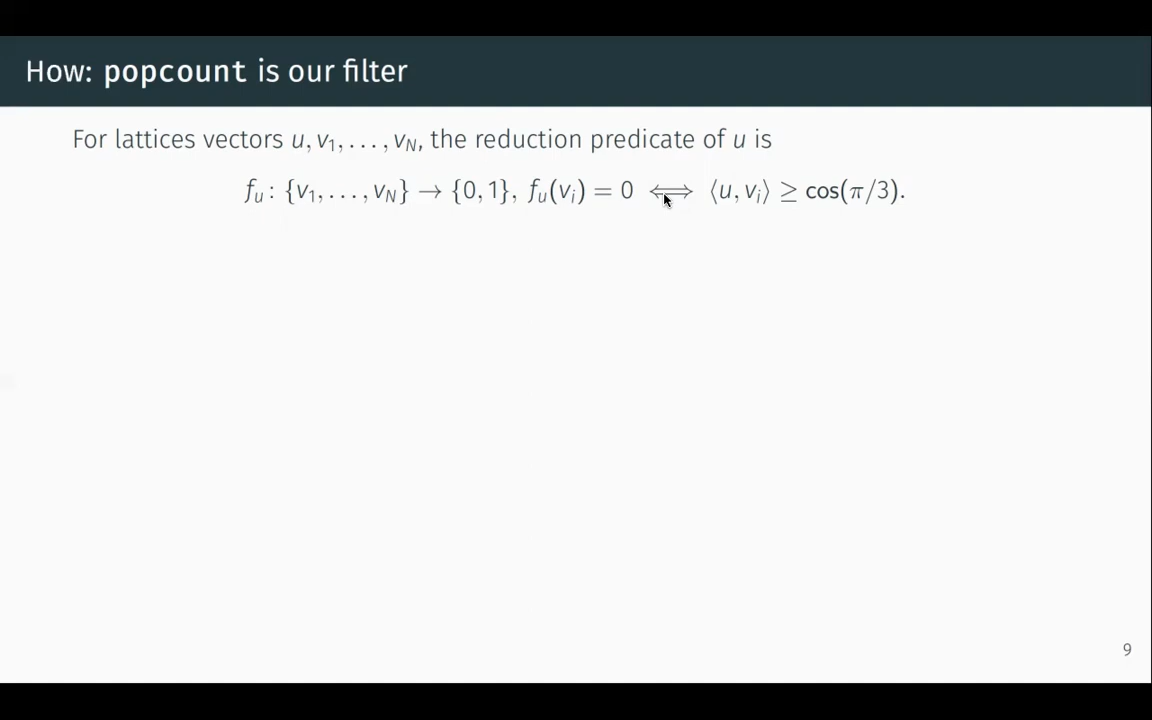 How: popcount is our filter
For lattices vectors u, v₁, . . . , v_N, the reduction predicate of u is
f_u : {v₁, . . . , v_N} → {0, 1}, f_u(v_i) = 0 ⟺ ⟨u, v_i⟩ ≥ cos(π/3).
9